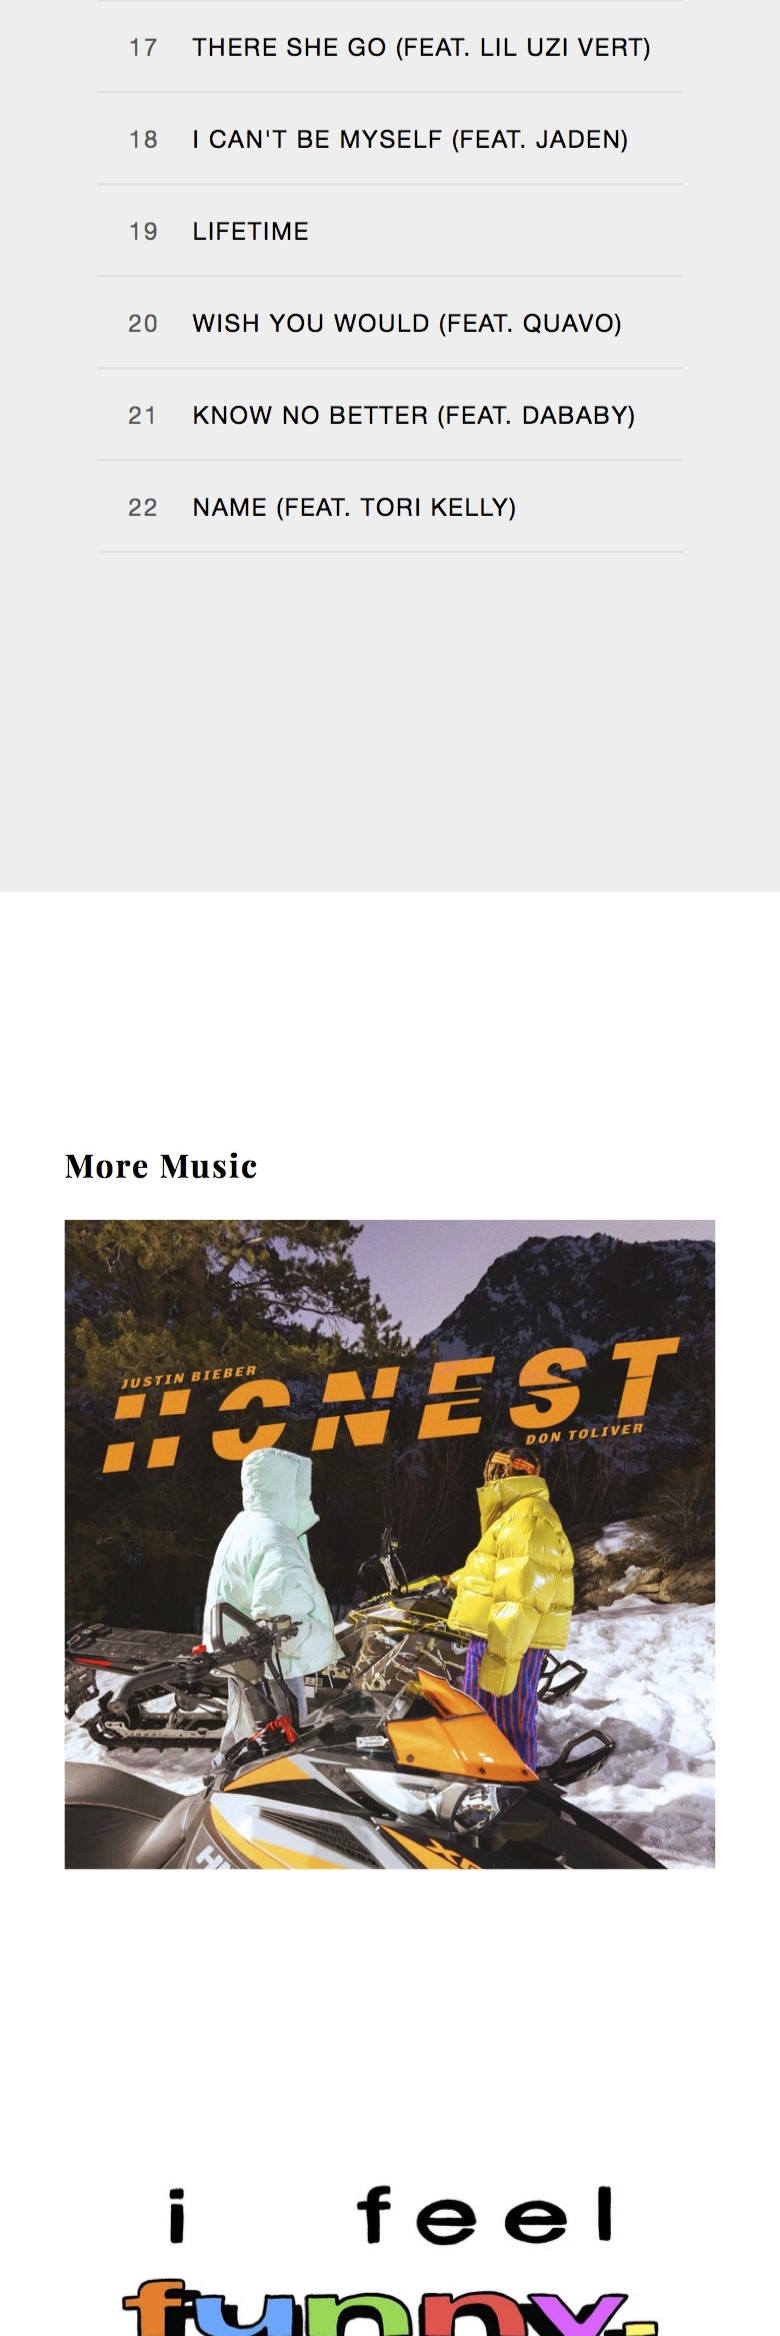 17 THERE SHE GO (FEAT. LIL UZI VERT)
18 I CAN'T BE MYSELF (FEAT. JADEN)
19 LIFETIME
20 WISH YOU WOULD (FEAT. QUAVO)
21 KNOW NO BETTER (FEAT. DABABY)
22 NAME (FEAT. TORI KELLY)
More Music
JUSTIN BIEBER
HONEST
DON TOLIVER
i feel
funny.